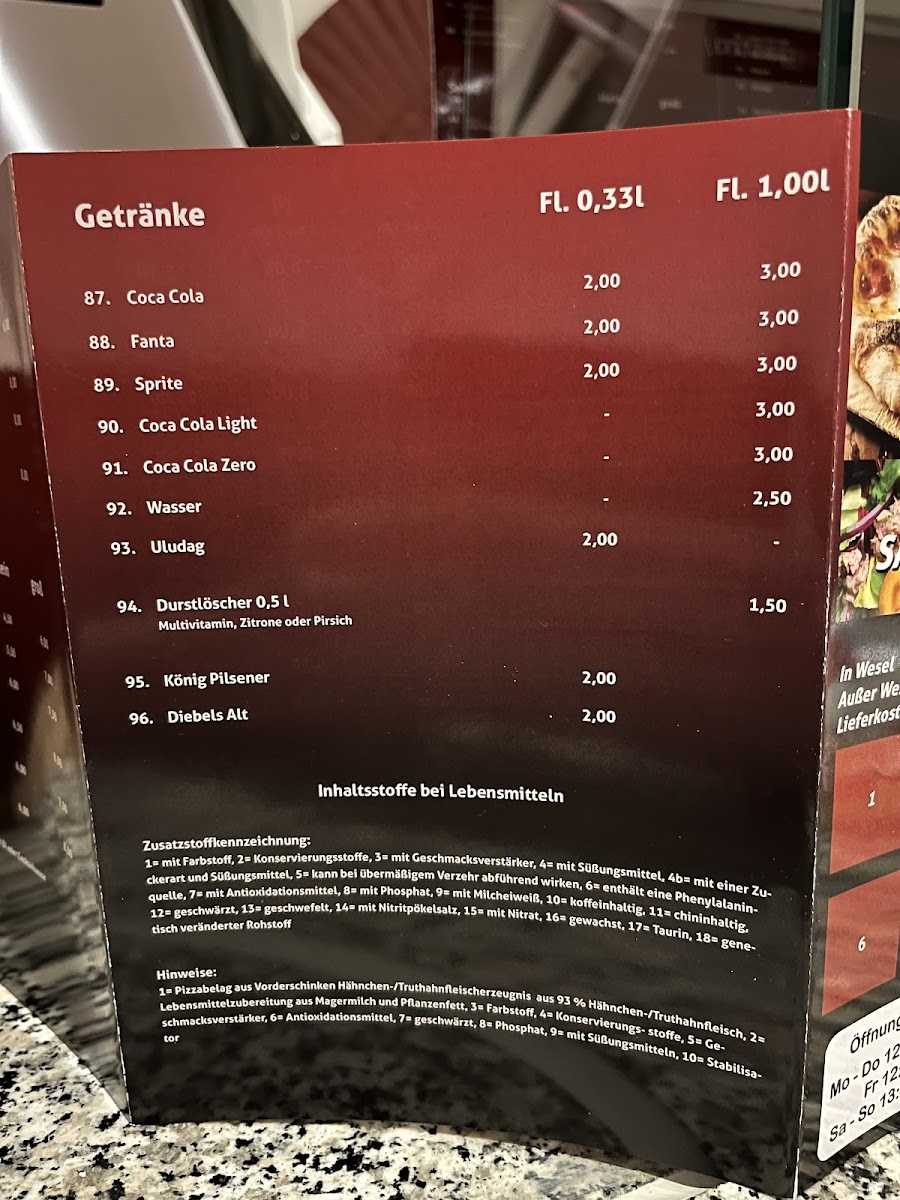 Getränke Fl. 0,33l Fl. 1,00l
87. Coca Cola 2,00 3,00
88. Fanta 2,00 3,00
89. Sprite 2,00 3,00
90. Coca Cola Light - 3,00
91. Coca Cola Zero - 3,00
92. Wasser - 2,50
93. Uludag 2,00 -
94. Durstlöscher 0,5 l 1,50
Multivitamin, Zitrone oder Pirsich
95. König Pilsener 2,00
96. Diebels Alt 2,00
Inhaltsstoffe bei Lebensmitteln
Zusatzstoffkennzeichnung:
1= mit Farbstoff, 2= Konservierungsstoffe, 3= mit Geschmacksverstärker, 4= mit Süßungsmittel, 4b= mit einer Zu-
ckerart und Süßungsmittel, 5= kann bei übermäßigem Verzehr abführend wirken, 6= enthält eine Phenylalanin-
quelle, 7= mit Antioxidationsmittel, 8= mit Phosphat, 9= mit Milcheiweiß, 10= koffeinhaltig, 11= chininhaltig,
12= geschwärzt, 13= geschwefelt, 14= mit Nitritpökelsalz, 15= mit Nitrat, 16= gewachst, 17= Taurin, 18= gene-
tisch veränderter Rohstoff
Hinweise:
1= Pizzabelag aus Vorderschinken Hähnchen-/Truthahnfleischerzeugnis aus 93 % Hähnchen-/Truthahnfleisch, 2=
Lebensmittelzubereitung aus Magermilch und Pflanzenfett, 3= Farbstoff, 4= Konservierungs- stoffe, 5= Ge-
schmacksverstärker, 6= Antioxidationsmittel, 7= geschwärzt, 8= Phosphat, 9= mit Süßungsmitteln, 10= Stabilisa-
tor
In Wesel
Außer We
Lieferkost
1
6
Öffnung
Mo - Do 12
Fr 12:
Sa - So 13: